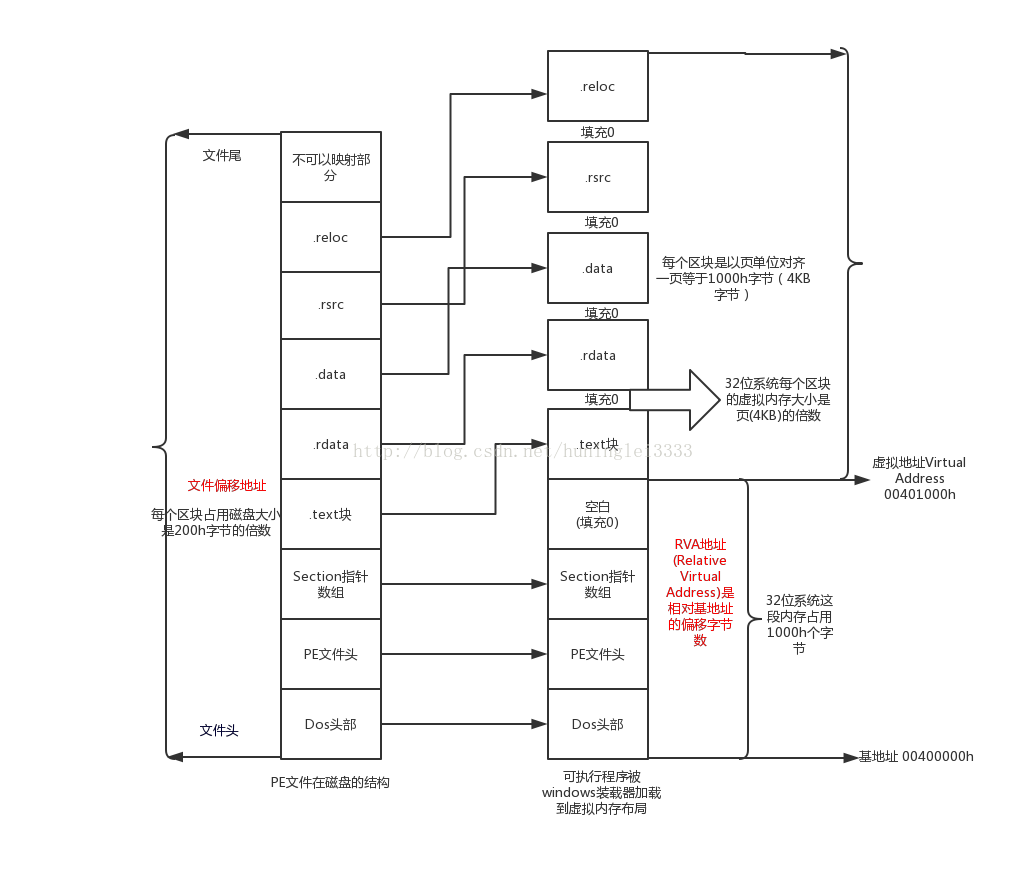 .reloc
填充0
.rsrc
填充0
.data
填充0
.rdata
填充0
.text块
空白
(填充0)
Section指针
数组
PE文件头
Dos头部
可执行程序被
windows装载器加载
到虚拟内存布局
文件尾
不可以映射部
分
.reloc
.rsrc
.data
.rdata
.text块
Section指针
数组
PE文件头
Dos头部
PE文件在磁盘的结构
文件偏移地址
每个区块占用磁盘大小
是200h字节的倍数
文件头
每个区块是以页单位对齐
一页等于1000h字节（4KB
字节）
32位系统每个区块
的虚拟内存大小是
页(4KB)的倍数
虚拟地址Virtual
Address
00401000h
RVA地址
(Relative
Virtual
Address)是
相对基地址
的偏移字节
数
32位系统这
段内存占用
1000h个字
节
基地址 00400000h
http://blog.csdn.net/huninglei3333